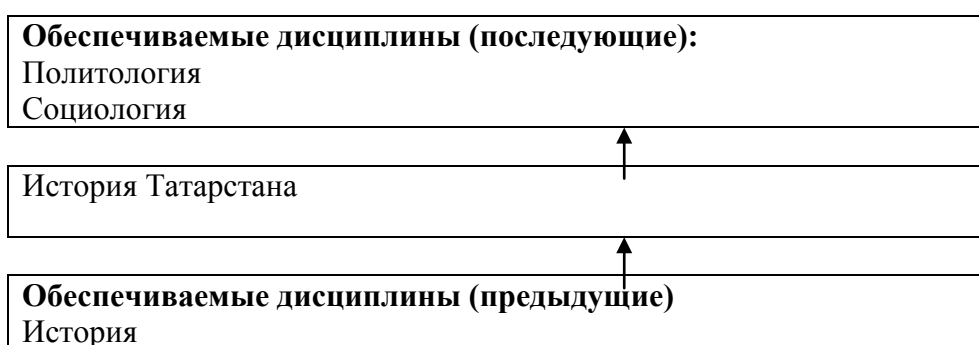 Обеспечиваемые дисциплины (последующие):
Политология
Социология
История Татарстана
Обеспечиваемые дисциплины (предыдущие)
История